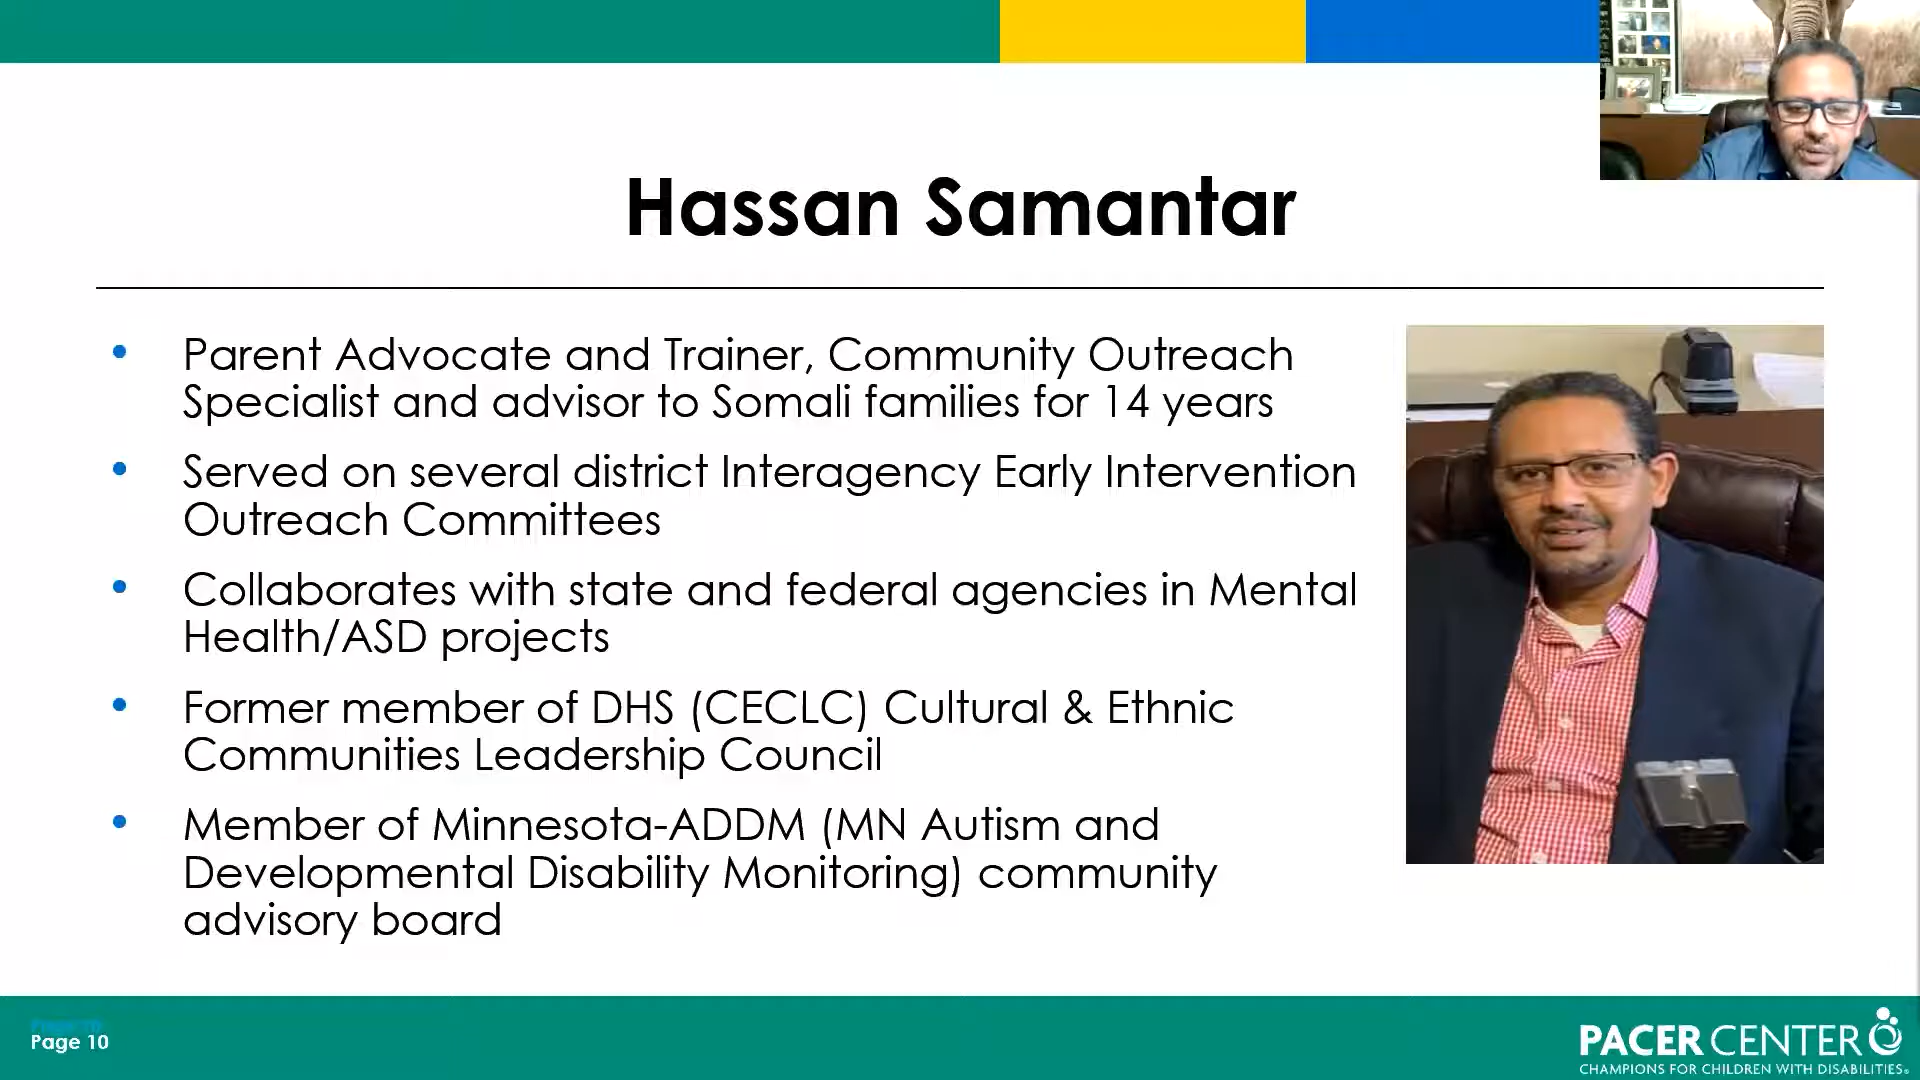 Hassan Samantar
• Parent Advocate and Trainer, Community Outreach
Specialist and advisor to Somali families for 14 years
• Served on several district Interagency Early Intervention
Outreach Committees
• Collaborates with state and federal agencies in Mental
Health/ASD projects
• Former member of DHS (CECLC) Cultural & Ethnic
Communities Leadership Council
• Member of Minnesota-ADDM (MN Autism and
Developmental Disability Monitoring) community
advisory board
Page 10
Page 10
PACER CENTER
CHAMPIONS FOR CHILDREN WITH DISABILITIES®